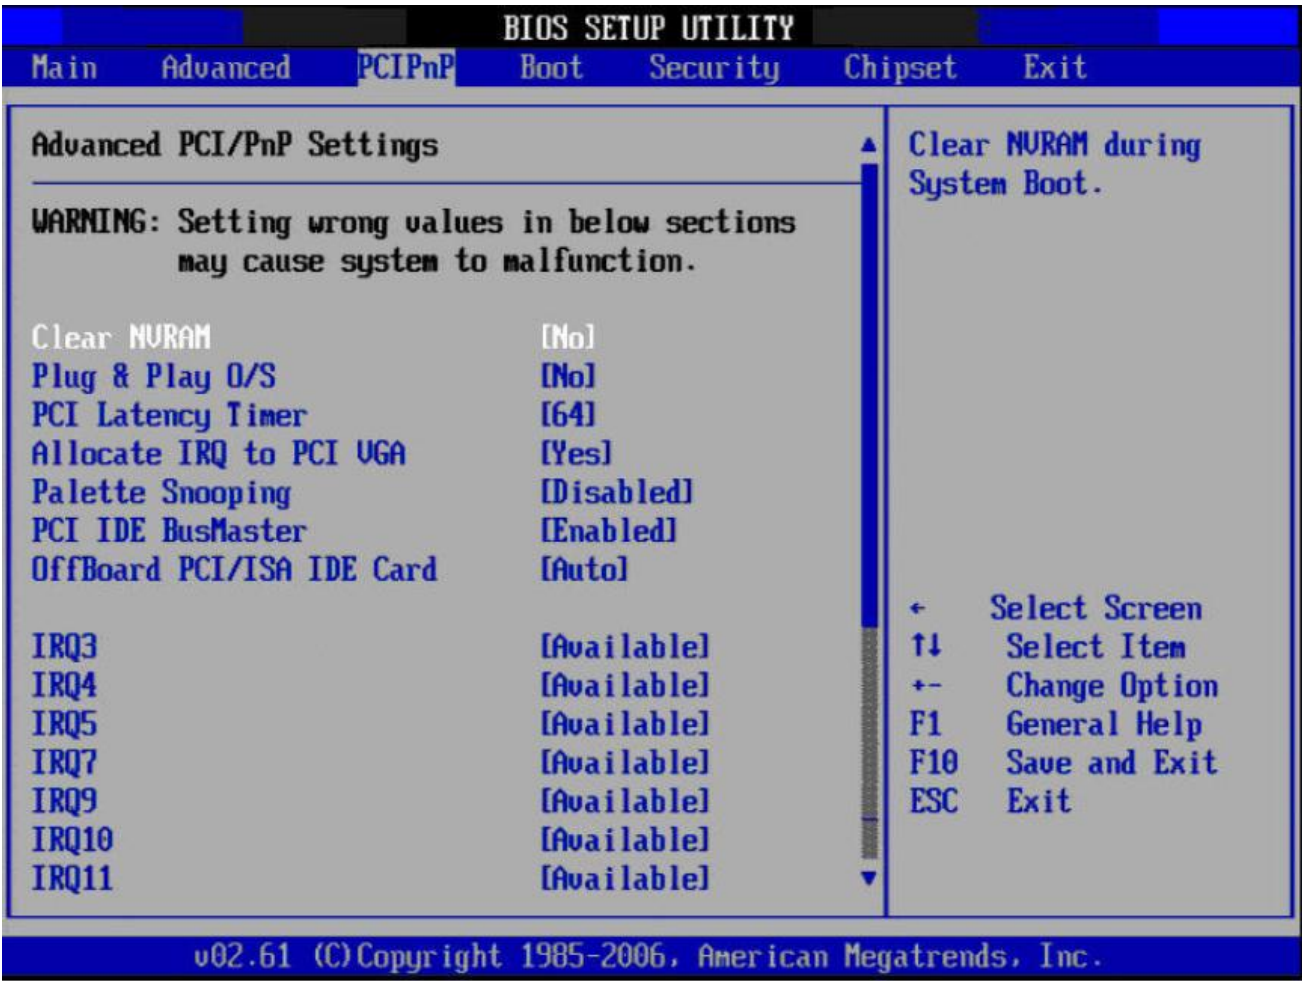 BIOS SETUP UTILITY
Main Advanced PCIPnP Boot Security Chipset Exit
Advanced PCI/PnP Settings
WARNING: Setting wrong values in below sections
may cause system to malfunction.
Clear NVRAM [No]
Plug & Play O/S [No]
PCI Latency Timer [64]
Allocate IRQ to PCI VGA [Yes]
Palette Snooping [Disabled]
PCI IDE BusMaster [Enabled]
OffBoard PCI/ISA IDE Card [Auto]
IRQ3 [Available]
IRQ4 [Available]
IRQ5 [Available]
IRQ7 [Available]
IRQ9 [Available]
IRQ10 [Available]
IRQ11 [Available]
Clear NVRAM during
System Boot.
← Select Screen
↑↓ Select Item
+- Change Option
F1 General Help
F10 Save and Exit
ESC Exit
v02.61 (C)Copyright 1985-2006, American Megatrends, Inc.